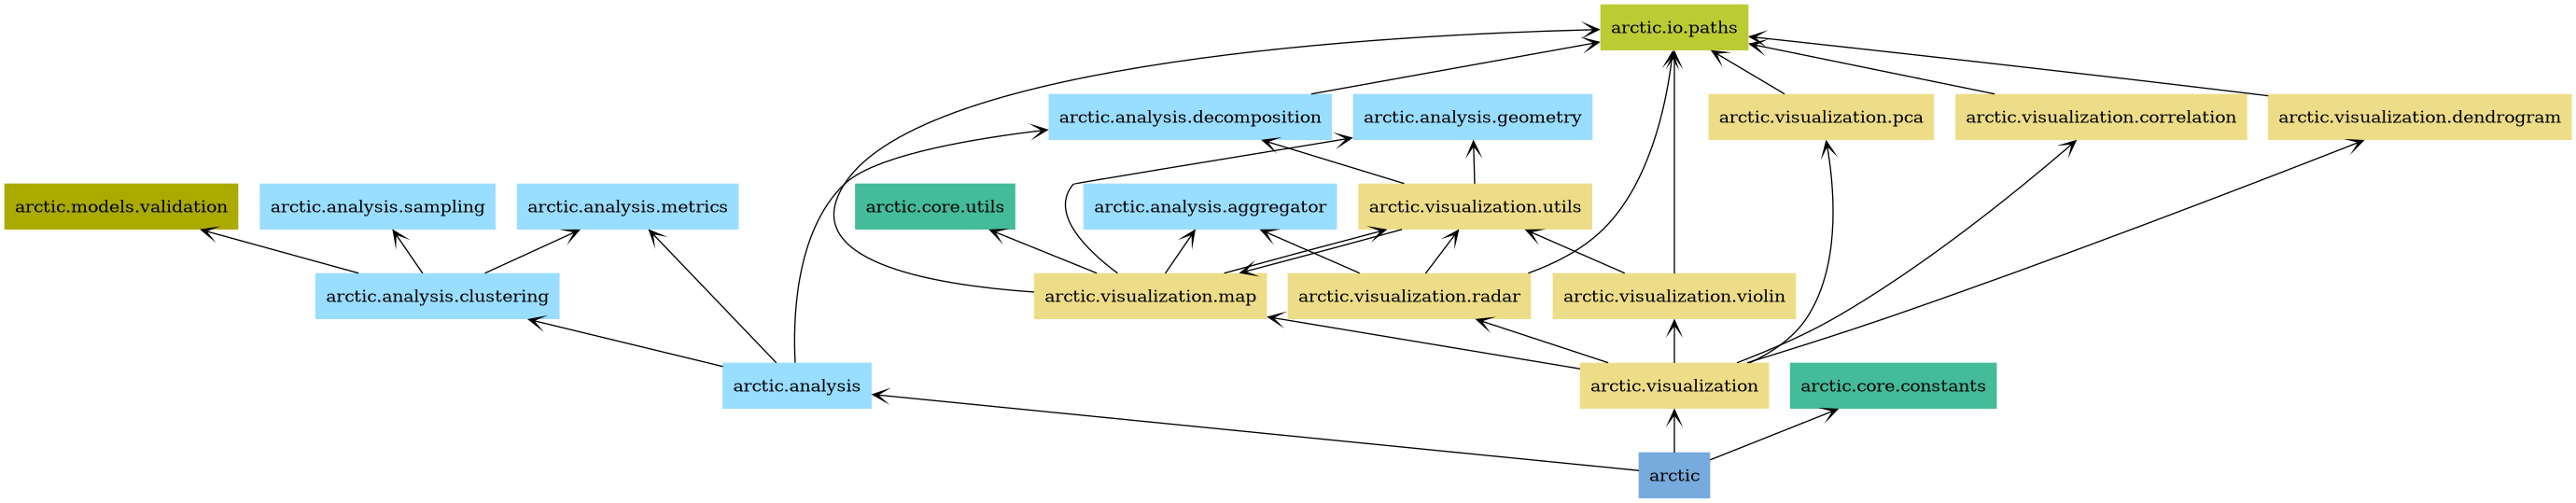 arctic.io.paths
arctic.analysis.decomposition
arctic.analysis.geometry
arctic.visualization.pca
arctic.visualization.correlation
arctic.visualization.dendrogram
arctic.models.validation
arctic.analysis.sampling
arctic.analysis.metrics
arctic.core.utils
arctic.analysis.aggregator
arctic.visualization.utils
arctic.analysis.clustering
arctic.visualization.map
arctic.visualization.radar
arctic.visualization.violin
arctic.analysis
arctic.visualization
arctic.core.constants
arctic